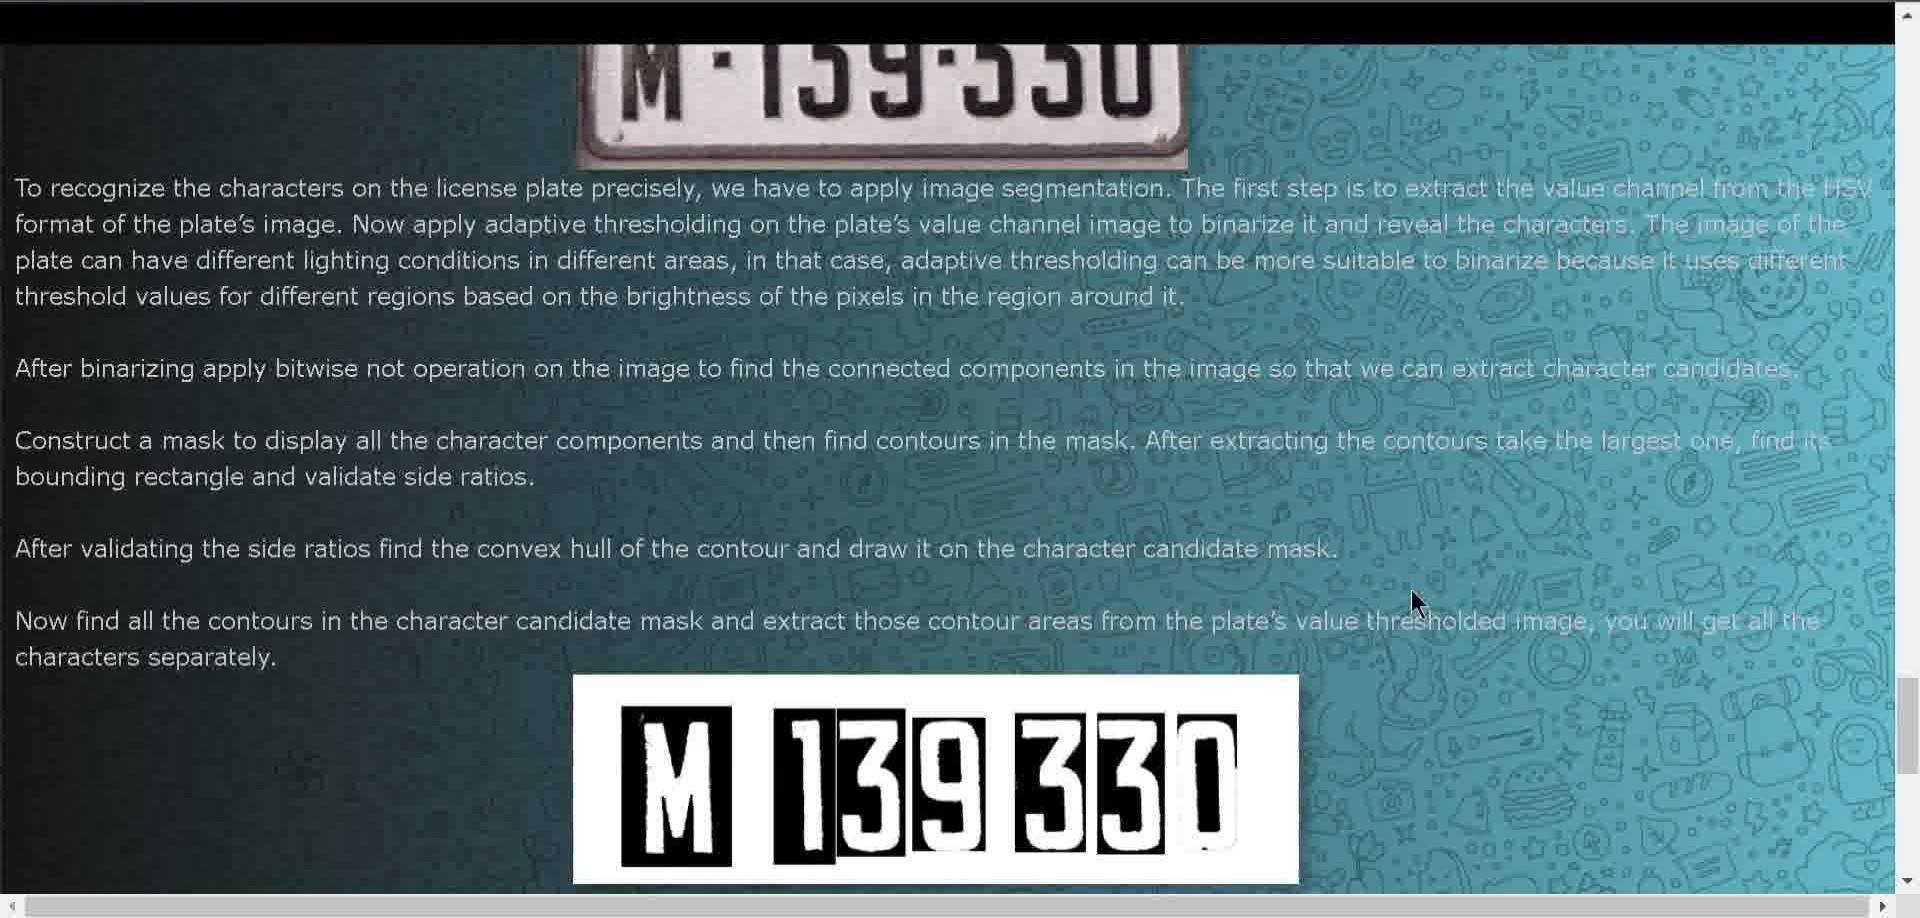 M·139·330
To recognize the characters on the license plate precisely, we have to apply image segmentation. The first step is to extract the value channel from the HSV
format of the plate’s image. Now apply adaptive thresholding on the plate’s value channel image to binarize it and reveal the characters. The image of the
plate can have different lighting conditions in different areas, in that case, adaptive thresholding can be more suitable to binarize because it uses different
threshold values for different regions based on the brightness of the pixels in the region around it.
After binarizing apply bitwise not operation on the image to find the connected components in the image so that we can extract character candidates.
Construct a mask to display all the character components and then find contours in the mask. After extracting the contours take the largest one, find its
bounding rectangle and validate side ratios.
After validating the side ratios find the convex hull of the contour and draw it on the character candidate mask.
Now find all the contours in the character candidate mask and extract those contour areas from the plate’s value thresholded image, you will get all the
characters separately.
M 139 330